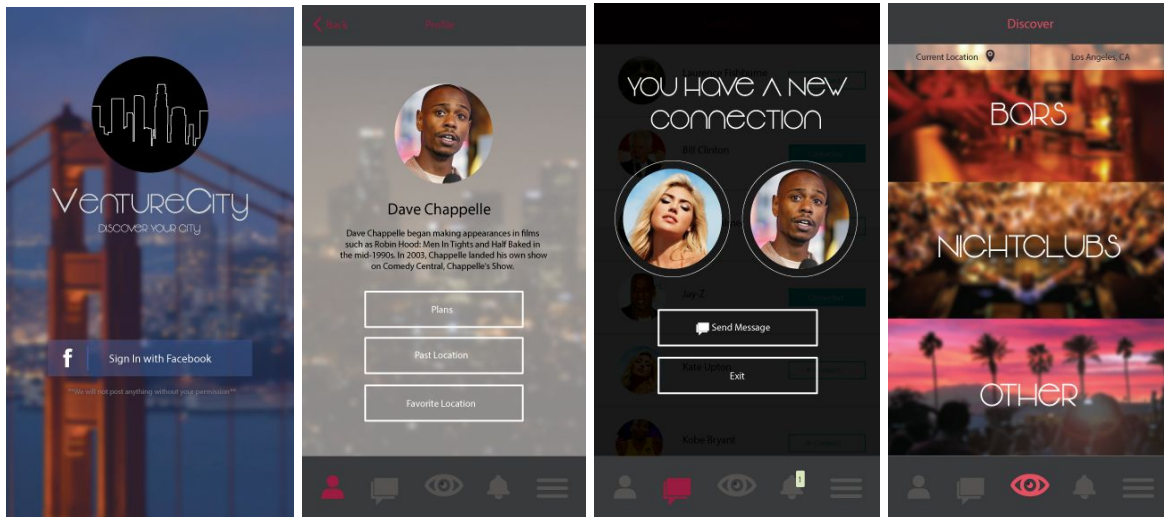 VENTURECITY
DISCOVER YOUR CITY
f
Sign In with Facebook
**We will not post anything without your permission**
Back
Profile
Dave Chappelle
Dave Chappelle began making appearances in films
such as Robin Hood: Men In Tights and Half Baked in
the mid-1990s. In 2003, Chappelle landed his own show
on Comedy Central, Chappelle's Show.
Plans
Past Location
Favorite Location
Laurence Fishburne
YOU HAVE A NEW
CONNECTION
Bill Clinton
Jay-Z
Send Message
Kate Upton
Exit
Kobe Bryant
1
Discover
Current Location
Los Angeles, CA
BARS
NIGHTCLUBS
OTHER